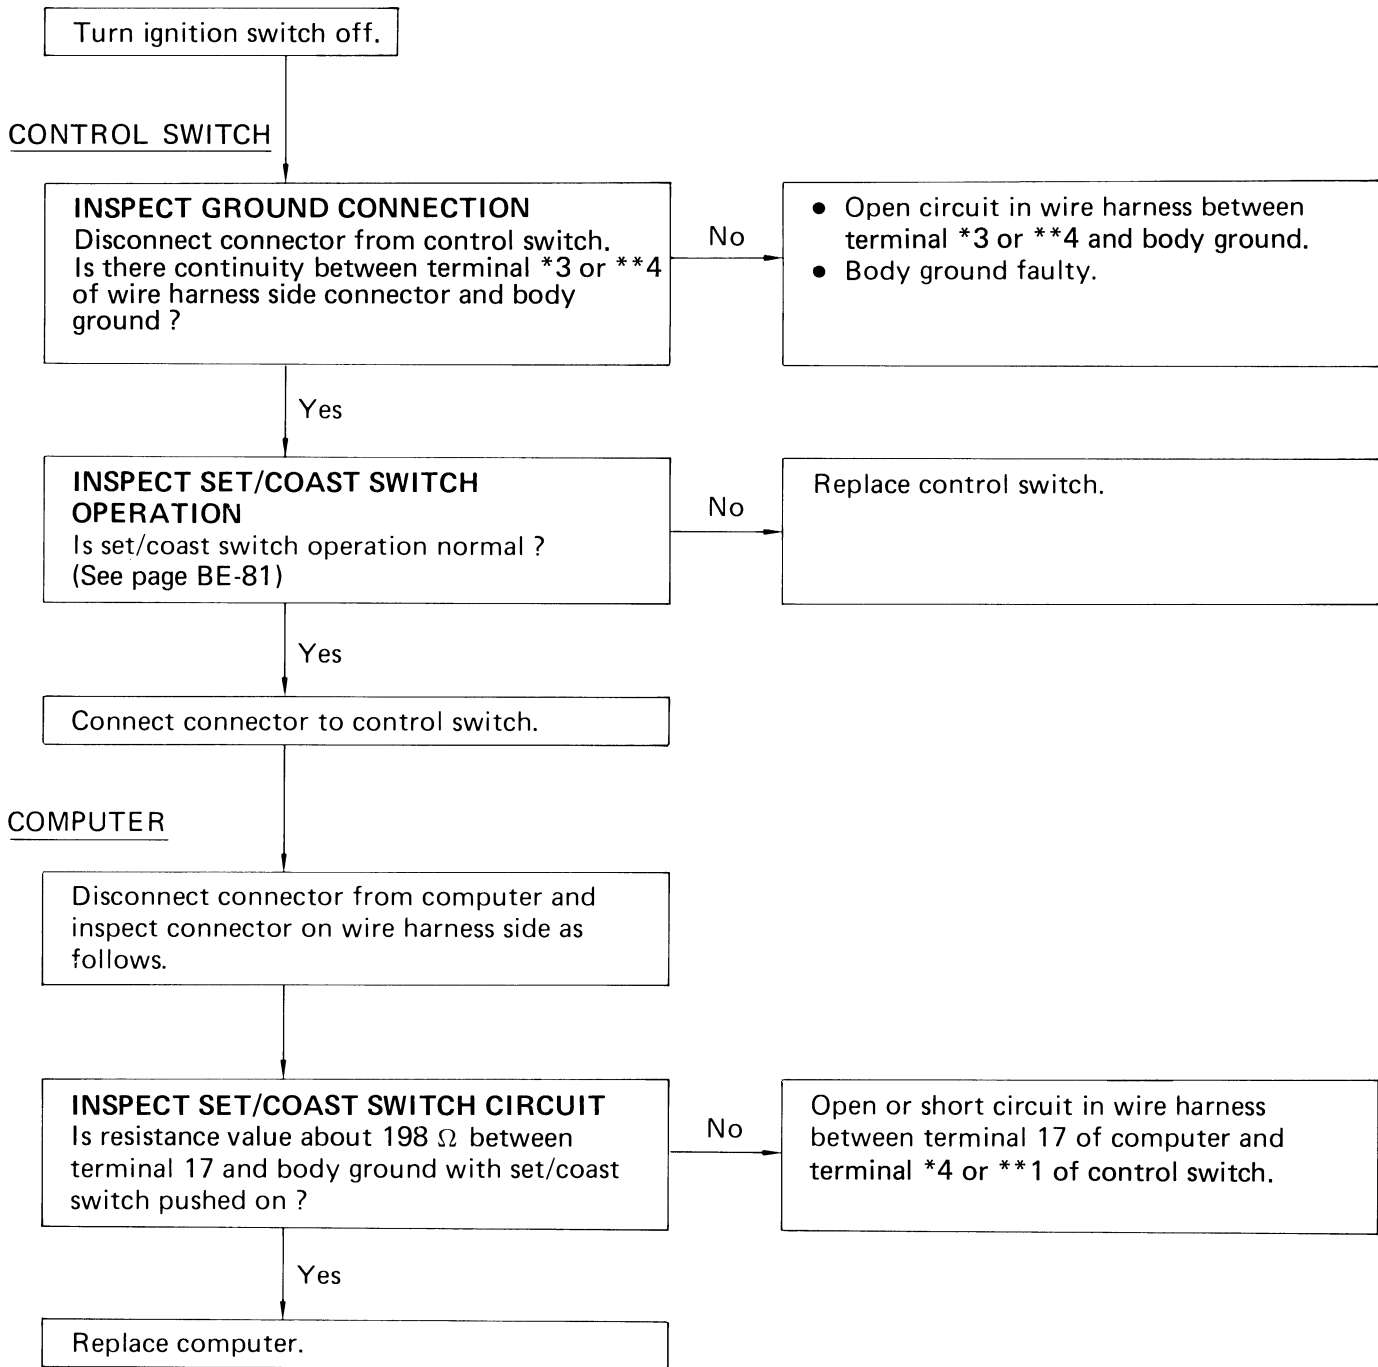 Turn ignition switch off.
CONTROL SWITCH
INSPECT GROUND CONNECTION
Disconnect connector from control switch.
Is there continuity between terminal *3 or **4
of wire harness side connector and body
ground ?
No
● Open circuit in wire harness between
terminal *3 or **4 and body ground.
● Body ground faulty.
Yes
INSPECT SET/COAST SWITCH
OPERATION
Is set/coast switch operation normal ?
(See page BE-81)
No
Replace control switch.
Yes
Connect connector to control switch.
COMPUTER
Disconnect connector from computer and
inspect connector on wire harness side as
follows.
INSPECT SET/COAST SWITCH CIRCUIT
Is resistance value about 198 Ω between
terminal 17 and body ground with set/coast
switch pushed on ?
No
Open or short circuit in wire harness
between terminal 17 of computer and
terminal *4 or **1 of control switch.
Yes
Replace computer.